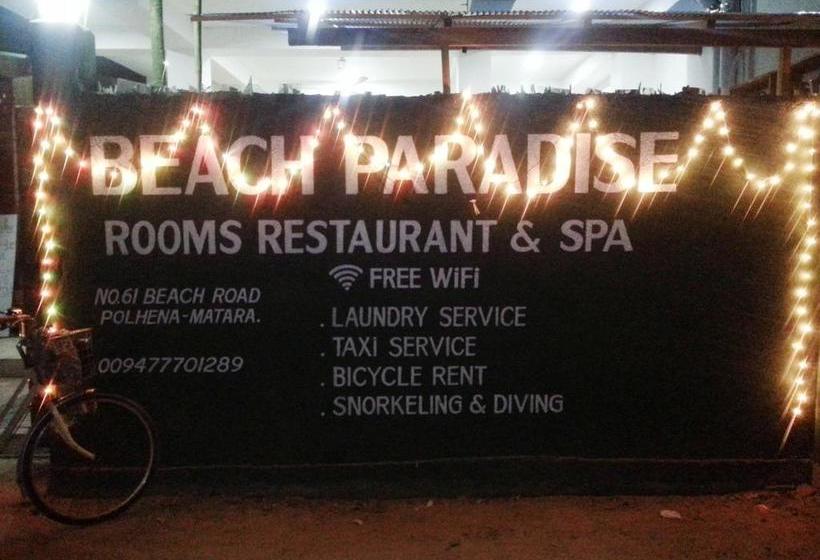 BEACH PARADISE
ROOMS RESTAURANT & SPA
FREE WiFi
NO.61 BEACH ROAD
POLHENA-MATARA.
009477701289
. LAUNDRY SERVICE
. TAXi SERVICE
. BICYCLE RENT
. SNORKELING & DIVING